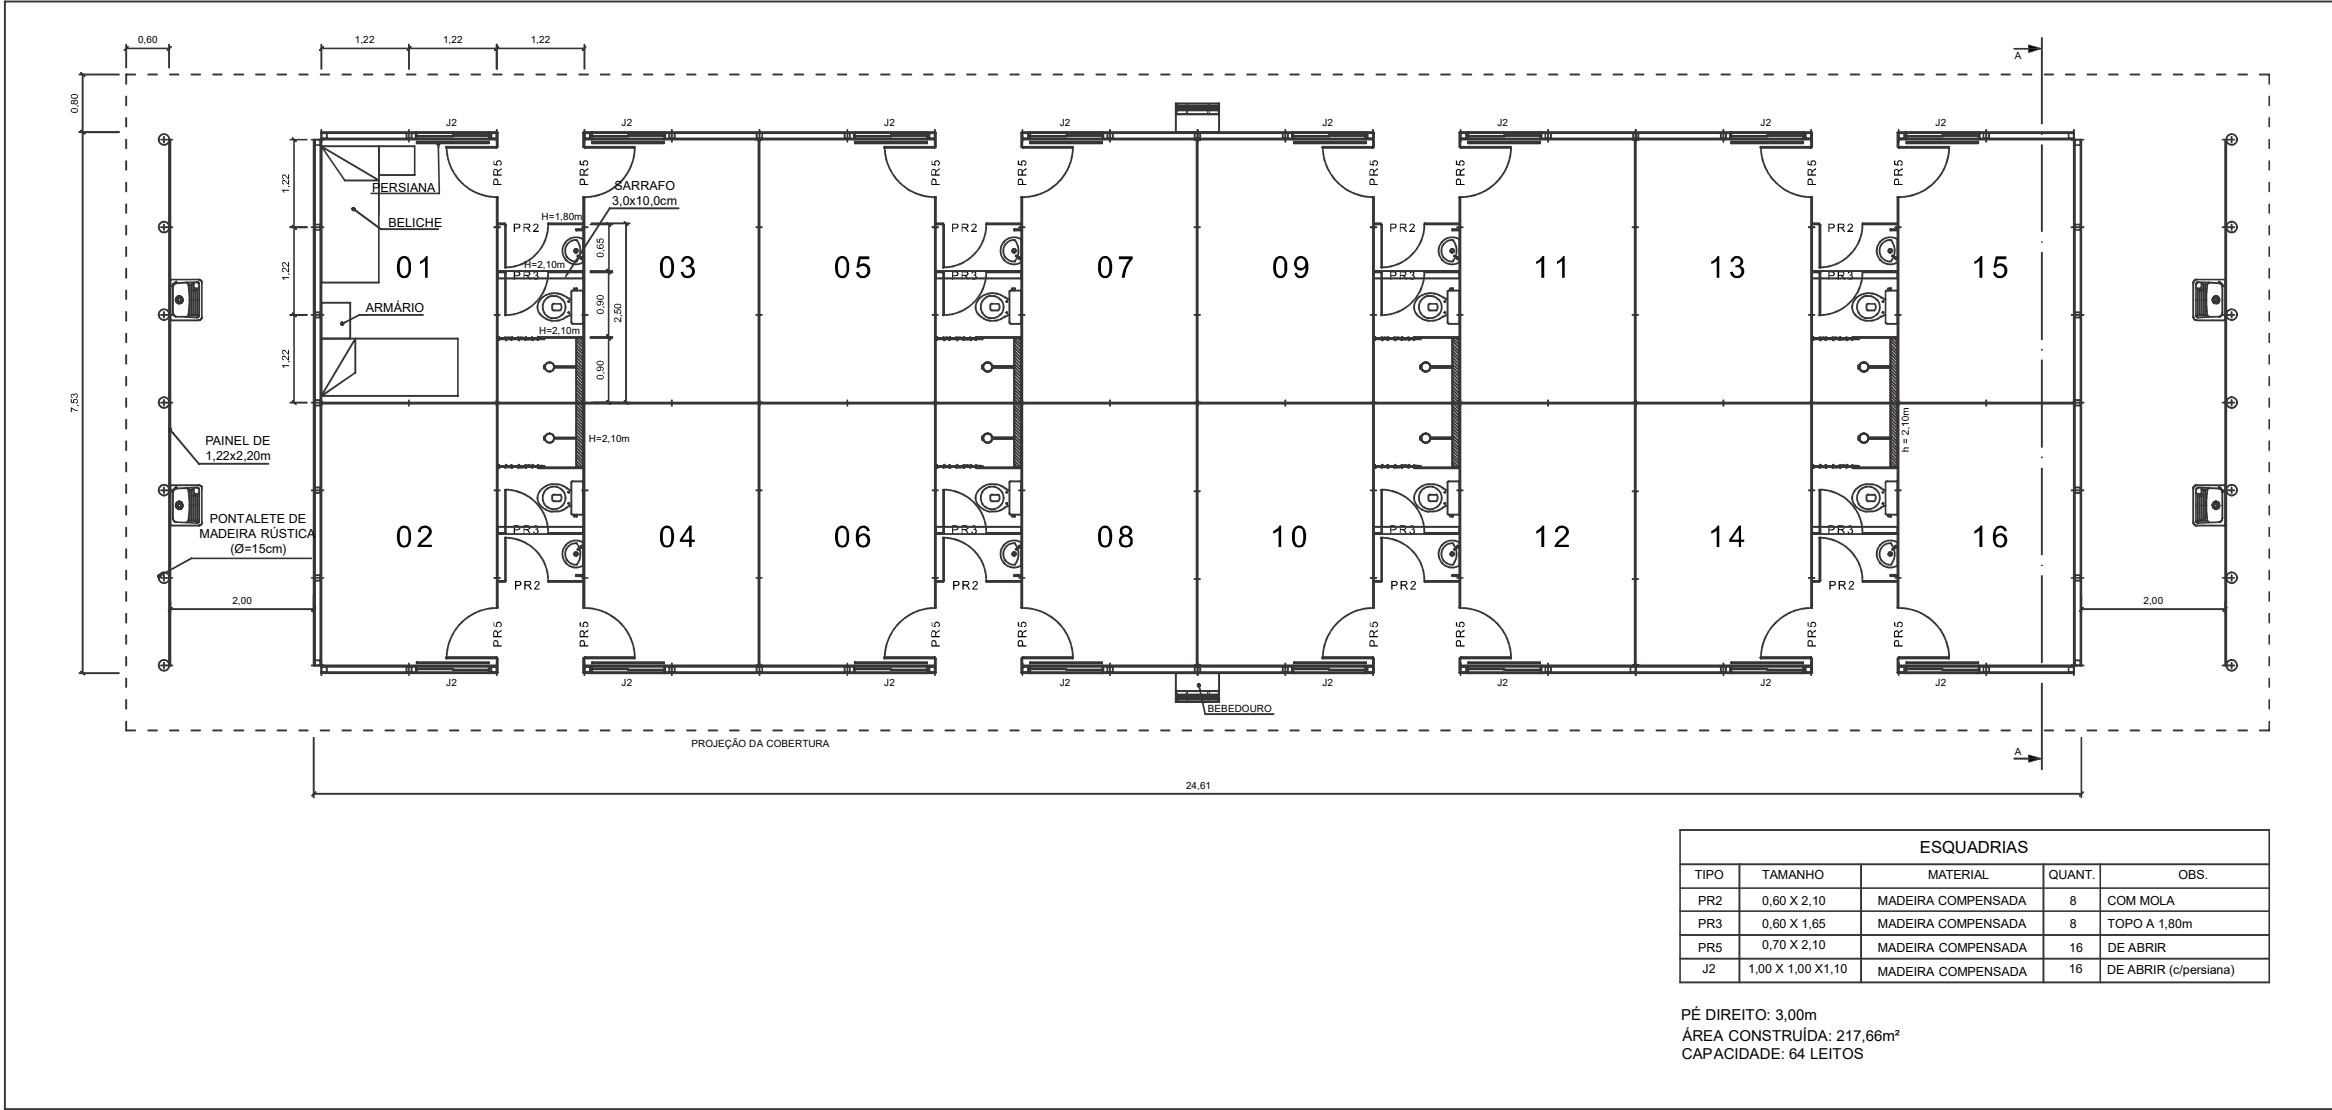 0,60
1,22
1,22
1,22
A
0,80
J2
J2
J2
J2
J2
J2
J2
J2
PR5
PR5
PR5
PR5
PR5
PR5
PR5
PR5
1,22
PERSIANA
SARRAFO
3,0x10,0cm
BELICHE
H=1,80m
PR2
PR2
PR2
PR2
0,65
H=2,10m
PR3
PR3
PR3
PR3
01
03
05
07
09
11
13
15
1,22
ARMÁRIO
0,90
2,50
H=2,10m
1,22
0,90
7,53
PAINEL DE
1,22x2,20m
H=2,10m
h = 2,10m
PONTALETE DE
MADEIRA RÚSTICA
(Ø=15cm)
02
04
06
08
10
12
14
16
PR3
PR3
PR3
PR3
PR2
PR2
PR2
PR2
2,00
2,00
PR5
PR5
PR5
PR5
PR5
PR5
PR5
PR5
J2
J2
J2
J2
J2
J2
J2
J2
BEBEDOURO
PROJEÇÃO DA COBERTURA
A
24,61
ESQUADRIAS
TIPO TAMANHO MATERIAL QUANT. OBS.
PR2 0,60 X 2,10 MADEIRA COMPENSADA 8 COM MOLA
PR3 0,60 X 1,65 MADEIRA COMPENSADA 8 TOPO A 1,80m
PR5 0,70 X 2,10 MADEIRA COMPENSADA 16 DE ABRIR
J2 1,00 X 1,00 X1,10 MADEIRA COMPENSADA 16 DE ABRIR (c/persiana)
PÉ DIREITO: 3,00m
ÁREA CONSTRUÍDA: 217,66m²
CAPACIDADE: 64 LEITOS